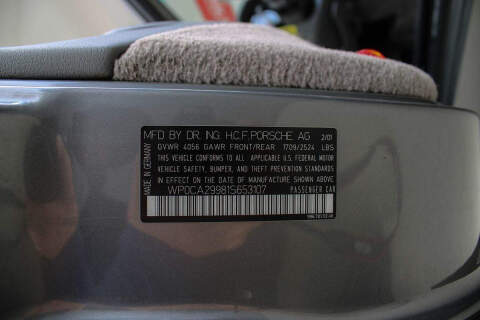 MFD BY DR. ING. H.C.F. PORSCHE AG 2/01
GVWR 4056 GAWR FRONT/REAR 1709/2524 LBS
THIS VEHICLE CONFORMS TO ALL APPLICABLE U.S. FEDERAL MOTOR
VEHICLE SAFETY, BUMPER, AND THEFT PREVENTION STANDARDS
IN EFFECT ON THE DATE OF MANUFACTURE SHOWN ABOVE.
WP0CA29981S653107 PASSENGER CAR
MADE IN GERMANY